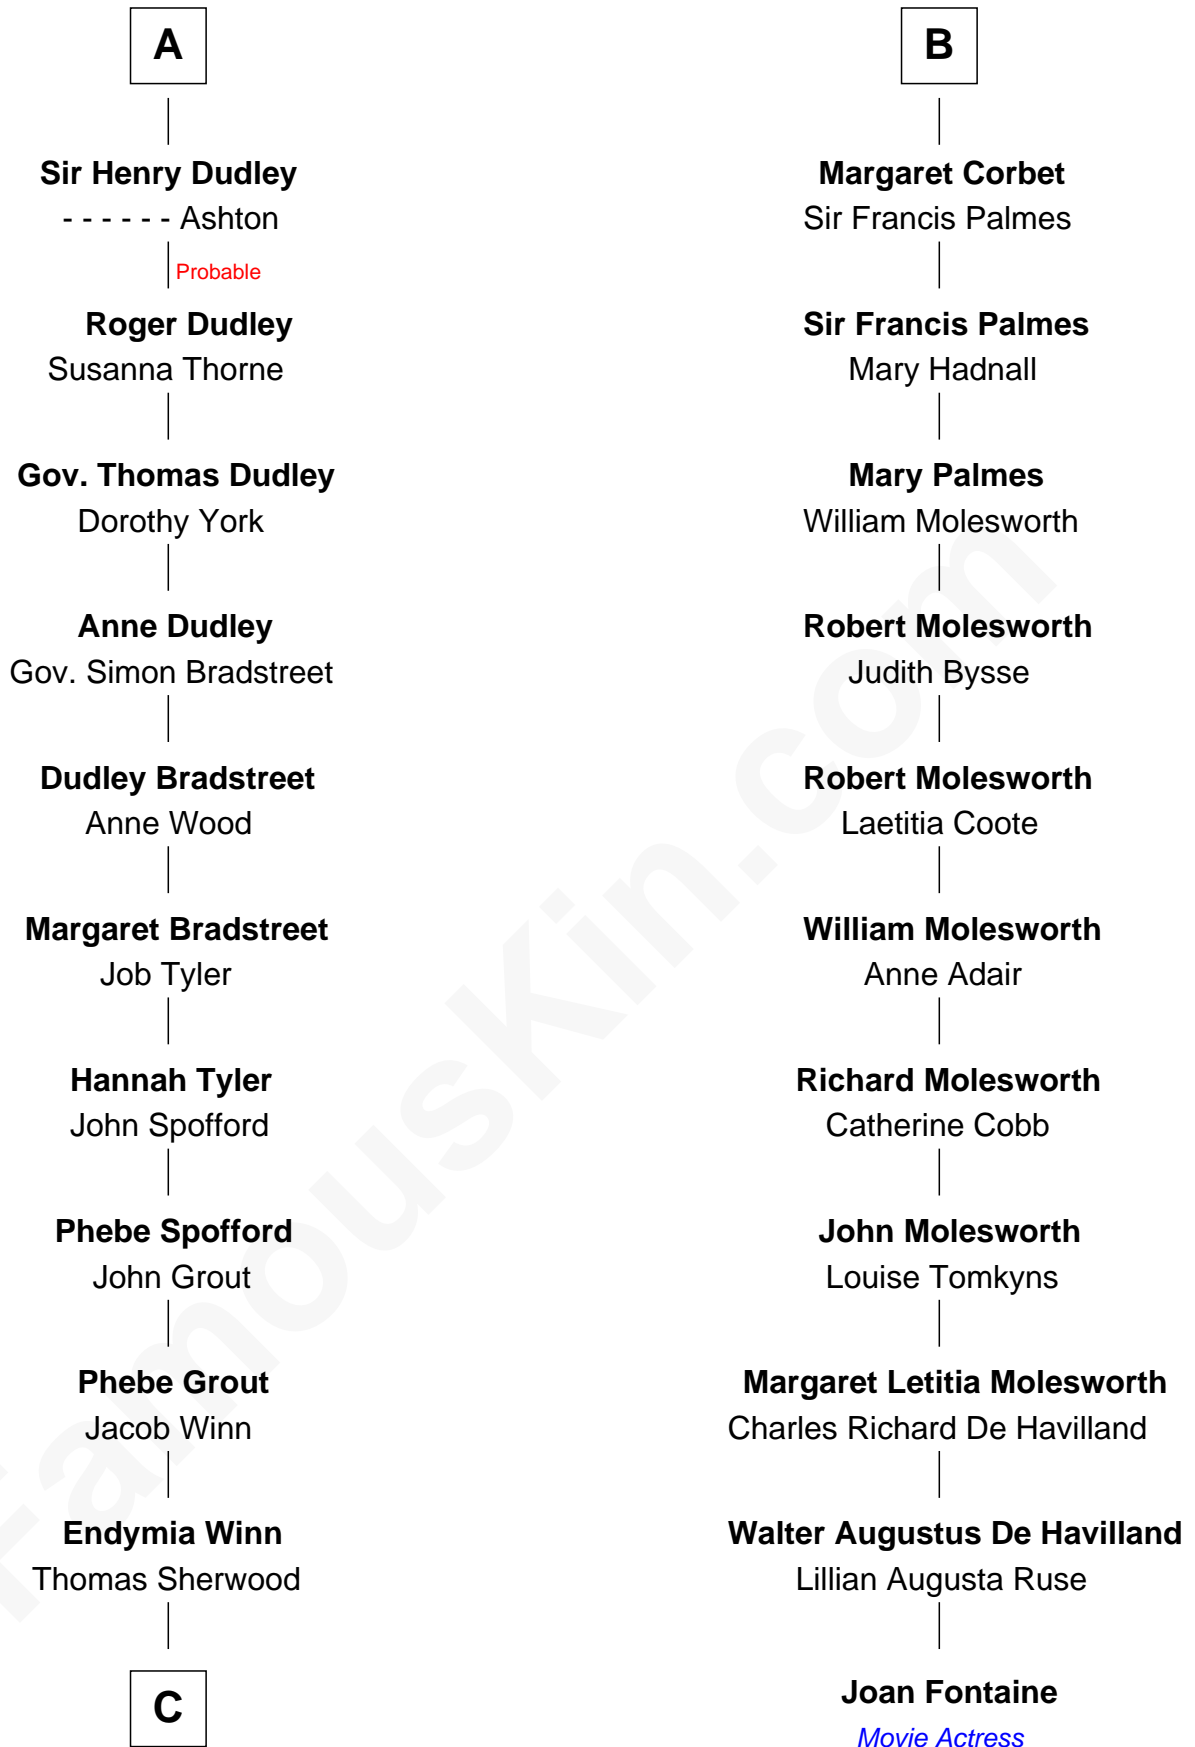 A
Sir Henry Dudley
- - - - - - Ashton
Probable
Roger Dudley
Susanna Thorne
Gov. Thomas Dudley
Dorothy York
Anne Dudley
Gov. Simon Bradstreet
Dudley Bradstreet
Anne Wood
Margaret Bradstreet
Job Tyler
Hannah Tyler
John Spofford
Phebe Spofford
John Grout
Phebe Grout
Jacob Winn
Endymia Winn
Thomas Sherwood
C
B
Margaret Corbet
Sir Francis Palmes
Sir Francis Palmes
Mary Hadnall
Mary Palmes
William Molesworth
Robert Molesworth
Judith Bysse
Robert Molesworth
Laetitia Coote
William Molesworth
Anne Adair
Richard Molesworth
Catherine Cobb
John Molesworth
Louise Tomkyns
Margaret Letitia Molesworth
Charles Richard De Havilland
Walter Augustus De Havilland
Lillian Augusta Ruse
Joan Fontaine
Movie Actress
FamousKin.com